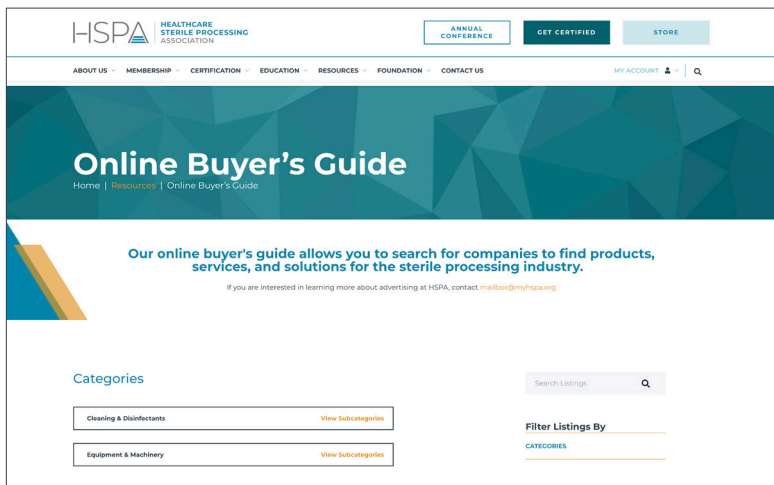 HSPA
HEALTHCARE
STERILE PROCESSING
ASSOCIATION
ANNUAL
CONFERENCE
GET CERTIFIED
STORE
ABOUT US MEMBERSHIP CERTIFICATION EDUCATION RESOURCES FOUNDATION CONTACT US MY ACCOUNT
Online Buyer's Guide
Home | Resources | Online Buyer's Guide
Our online buyer's guide allows you to search for companies to find products,
services, and solutions for the sterile processing industry.
If you are interested in learning more about advertising at HSPA, contact mailbox@myhspa.org
Categories
Search Listings
Cleaning & Disinfectants View Subcategories
Filter Listings By
CATEGORIES
Equipment & Machinery View Subcategories